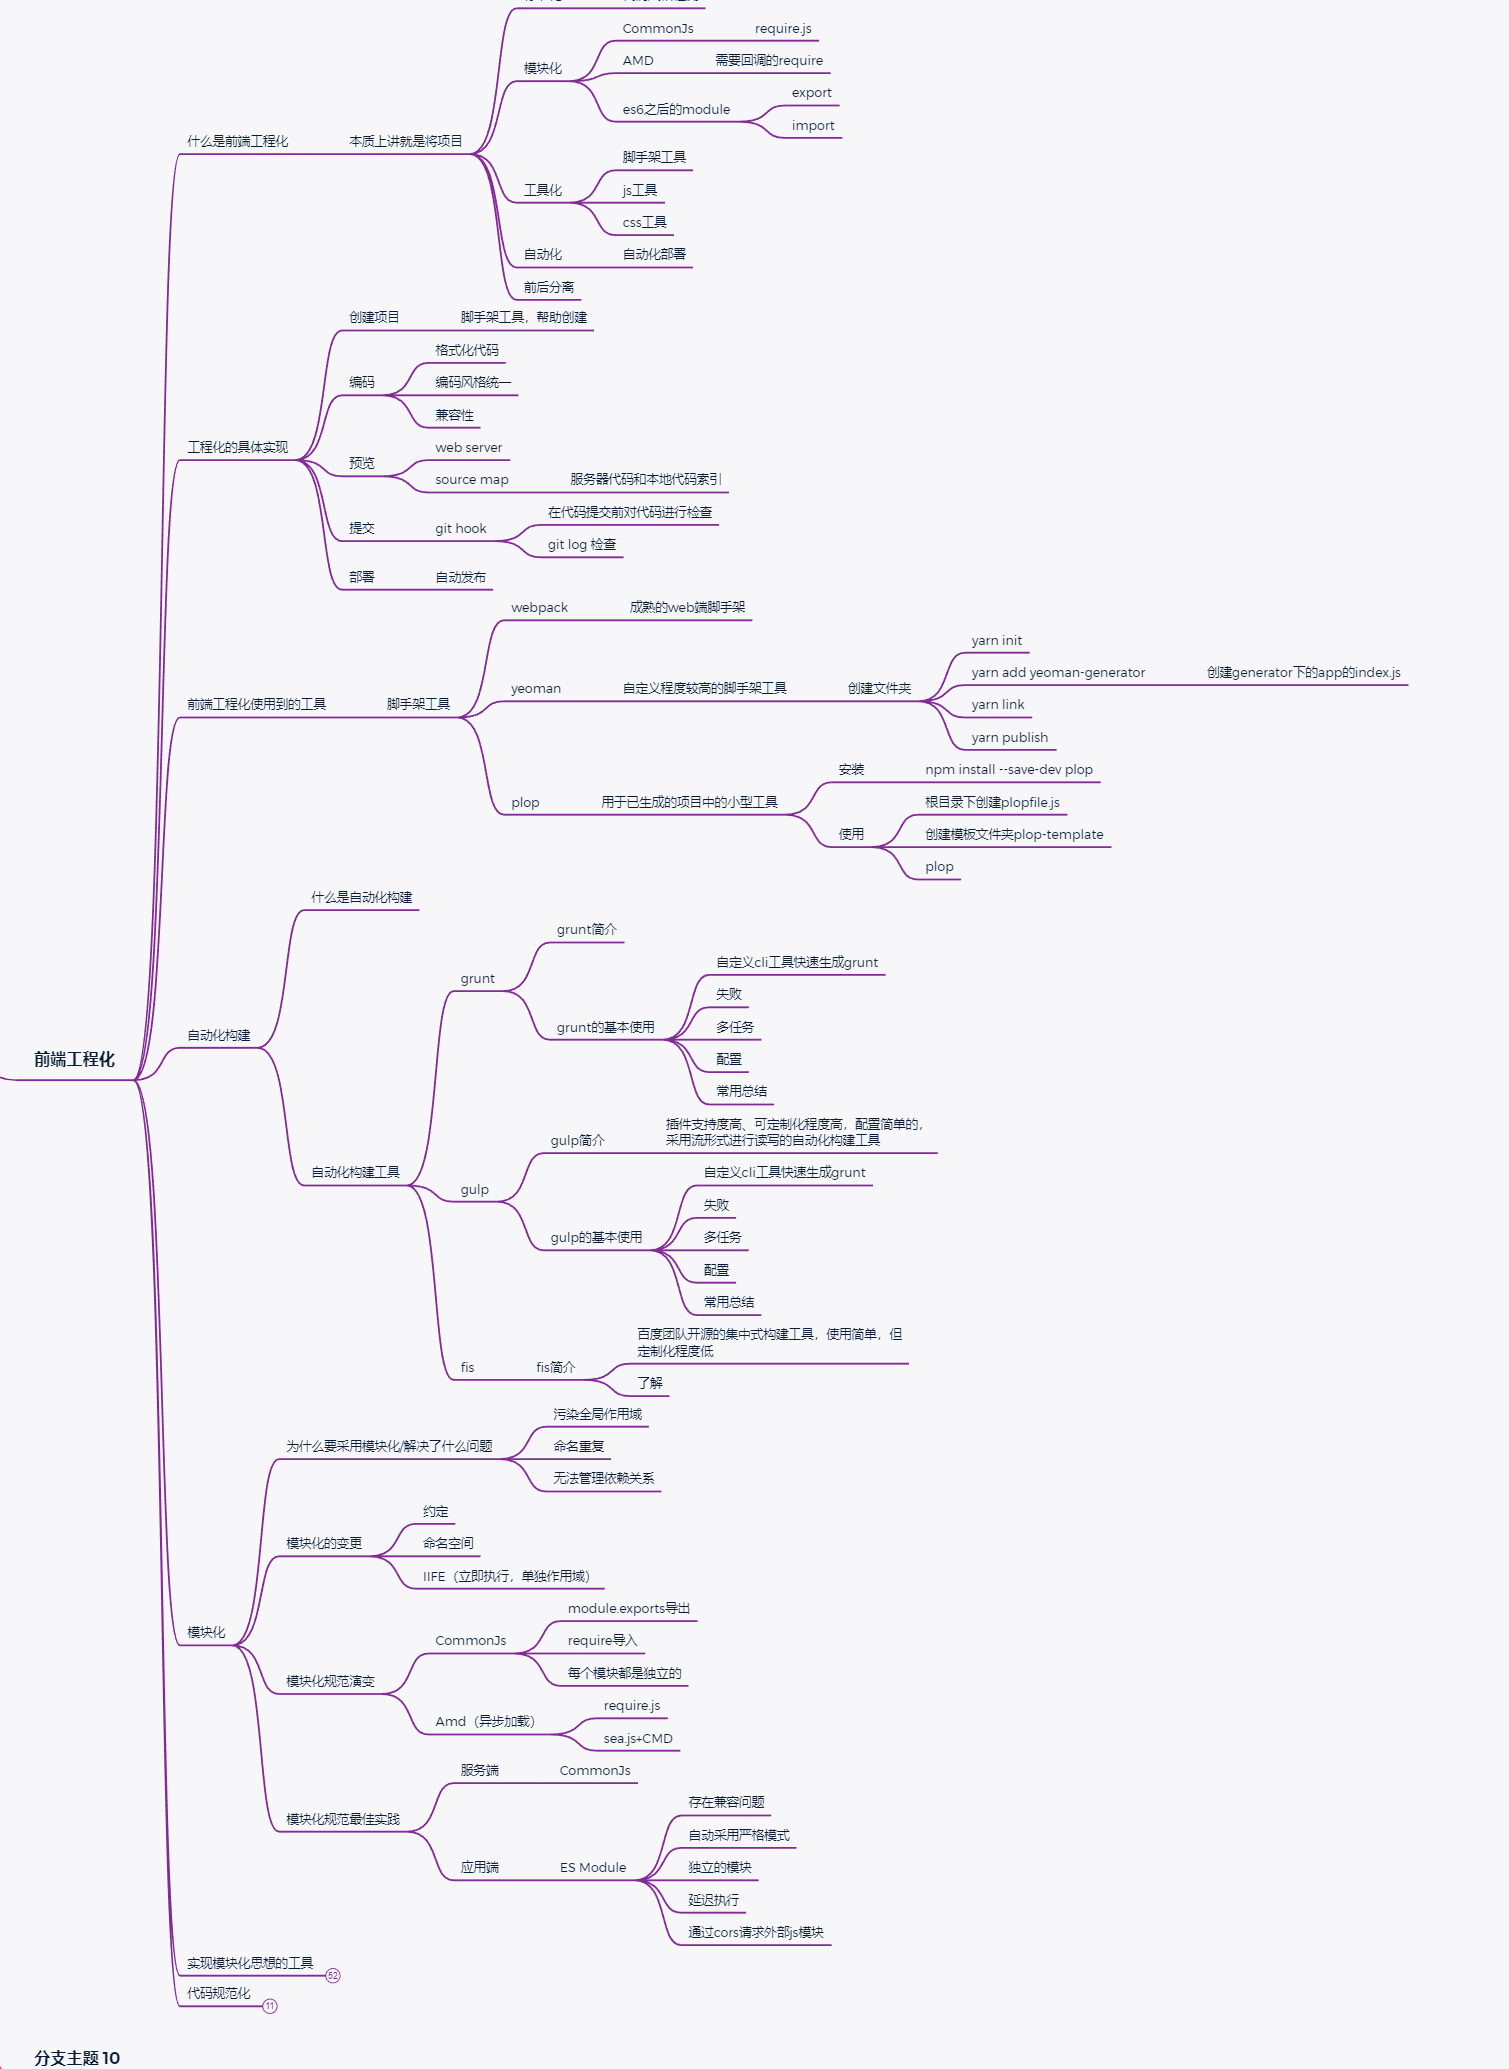 CommonJs
require.js
模块化
AMD
需要回调的require
es6之后的module
export
import
什么是前端工程化
本质上讲就是将项目
工具化
脚手架工具
js工具
css工具
自动化
自动化部署
前后分离
创建项目
脚手架工具，帮助创建
编码
格式化代码
编码风格统一
兼容性
工程化的具体实现
预览
web server
source map
服务器代码和本地代码索引
提交
git hook
在代码提交前对代码进行检查
git log 检查
部署
自动发布
webpack
成熟的web端脚手架
前端工程化使用到的工具
脚手架工具
yeoman
自定义程度较高的脚手架工具
创建文件夹
yarn init
yarn add yeoman-generator
创建generator下的app的index.js
yarn link
yarn publish
plop
用于已生成的项目中的小型工具
安装
npm install --save-dev plop
使用
根目录下创建plopfile.js
创建模板文件夹plop-template
plop
前端工程化
自动化构建
什么是自动化构建
自动化构建工具
grunt
grunt简介
grunt的基本使用
自定义cli工具快速生成grunt
失败
多任务
配置
常用总结
gulp
gulp简介
插件支持度高、可定制化程度高，配置简单的，
采用流形式进行读写的自动化构建工具
gulp的基本使用
自定义cli工具快速生成grunt
失败
多任务
配置
常用总结
fis
fis简介
百度团队开源的集中式构建工具，使用简单，但
定制化程度低
了解
模块化
为什么要采用模块化/解决了什么问题
污染全局作用域
命名重复
无法管理依赖关系
模块化的变更
约定
命名空间
IIFE（立即执行，单独作用域）
模块化规范演变
CommonJs
module.exports导出
require导入
每个模块都是独立的
Amd（异步加载）
require.js
sea.js+CMD
模块化规范最佳实践
服务端
CommonJs
应用端
ES Module
存在兼容问题
自动采用严格模式
独立的模块
延迟执行
通过cors请求外部js模块
实现模块化思想的工具
52
代码规范化
11
分支主题 10